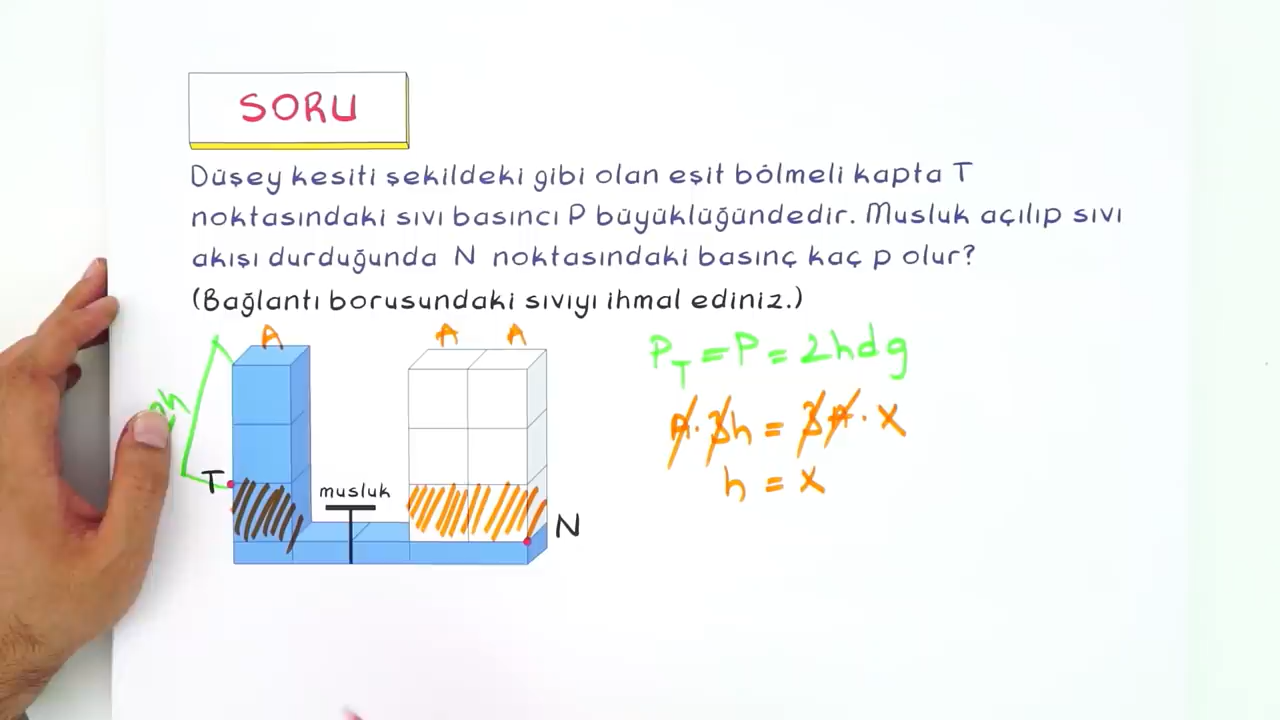 SORU
Düşey kesiti şekildeki gibi olan eşit bölmeli kapta T
noktasındaki sıvı basıncı P büyüklüğündedir. Musluk açılıp sıvı
akışı durduğunda N noktasındaki basınç kaç p olur?
(Bağlantı borusundaki sıvıyı ihmal ediniz.)
A A A
P_T = P = 2hdg
2h
A . 3h = 3A . x
h = x
T
musluk
N